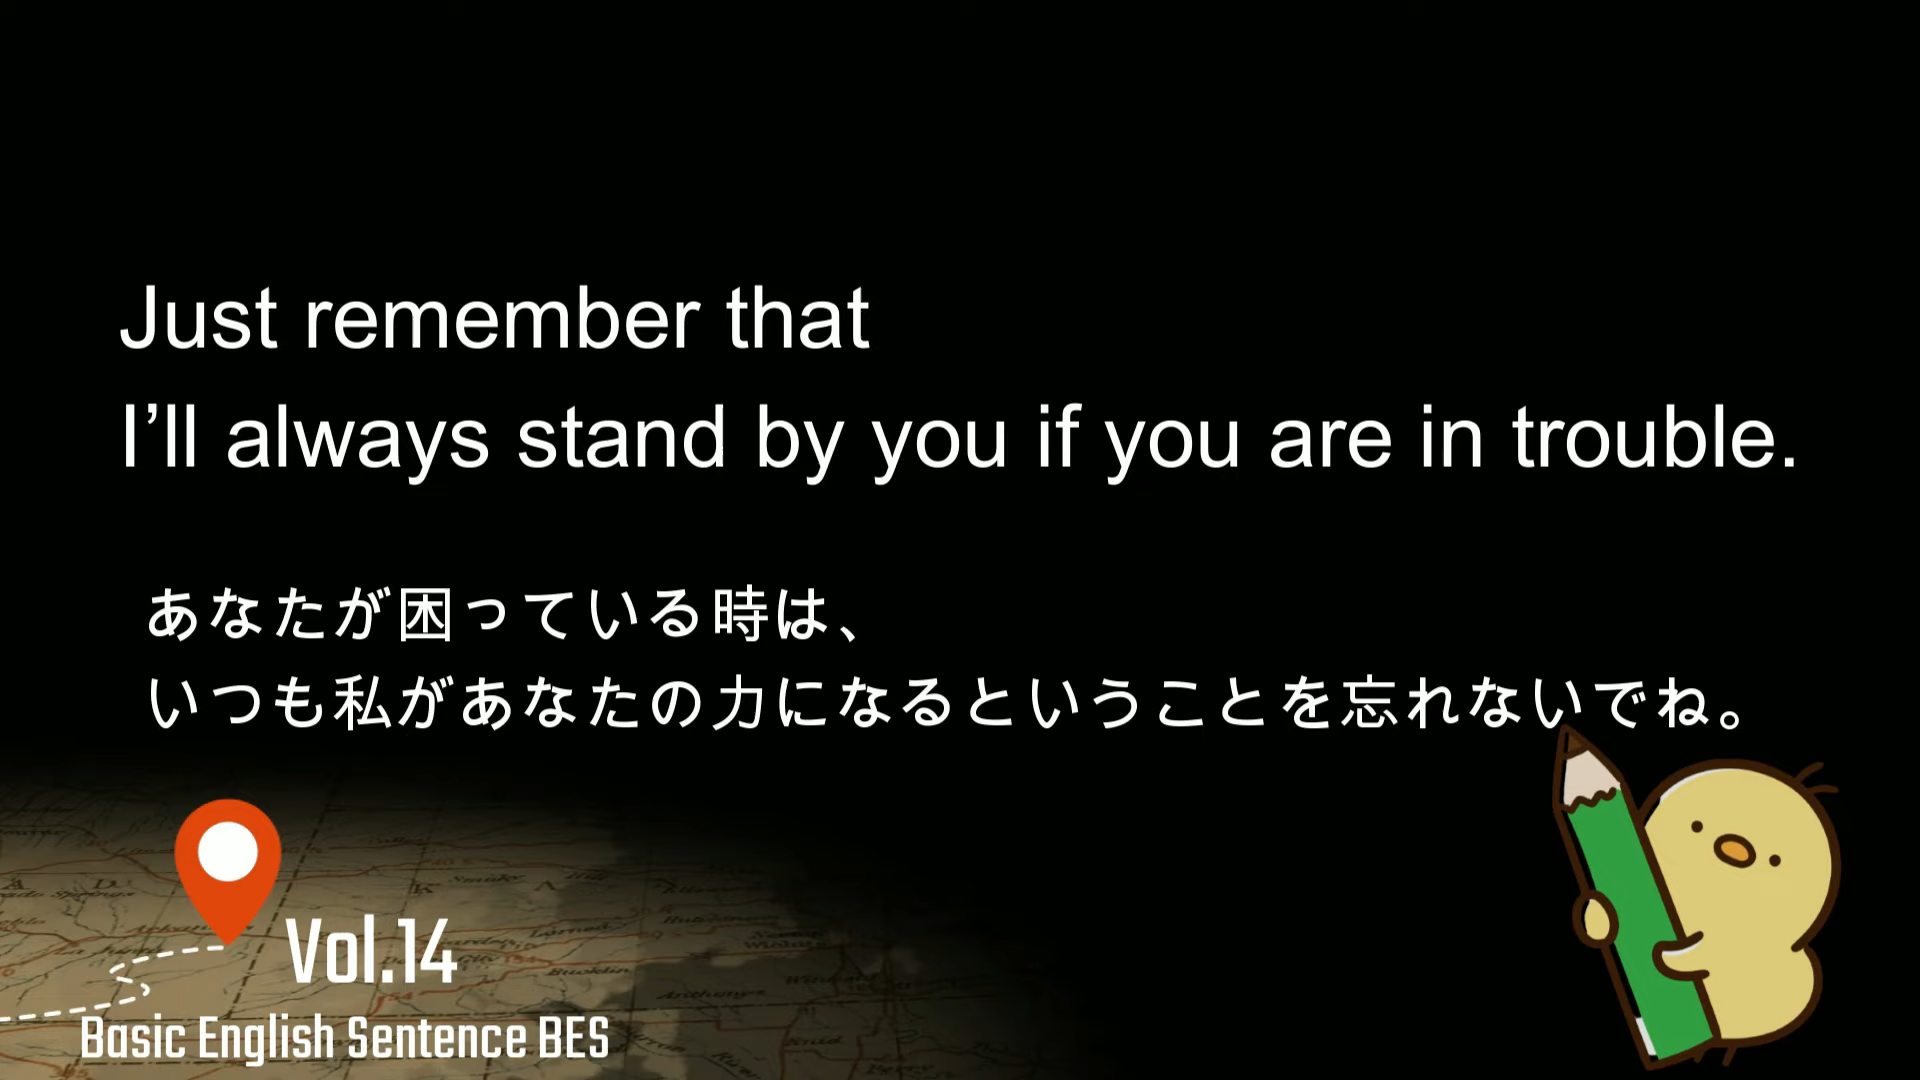 Just remember that
I’ll always stand by you if you are in trouble.
あなたが困っている時は、
いつも私があなたの力になるということを忘れないでね。
Vol.14
Basic English Sentence BES